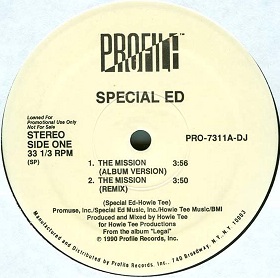 PROFILE™
SPECIAL ED
Loaned For
Promotional Use Only
Not For Sale
STEREO
SIDE ONE
33 1/3 RPM
(SP)
PRO-7311A-DJ
1. THE MISSION 3:56
(ALBUM VERSION)
2. THE MISSION 3:50
(REMIX)
(Special Ed-Howie Tee)
Promuse, Inc./Special Ed Music, Inc./Howie Tee Music/BMI
Produced and Mixed by Howie Tee
for Howie Tee Productions
From the album "Legal"
© 1990 Profile Records, Inc.
Manufactured and Distributed by Profile Records, Inc., 740 Broadway, N.Y. N.Y. 10003